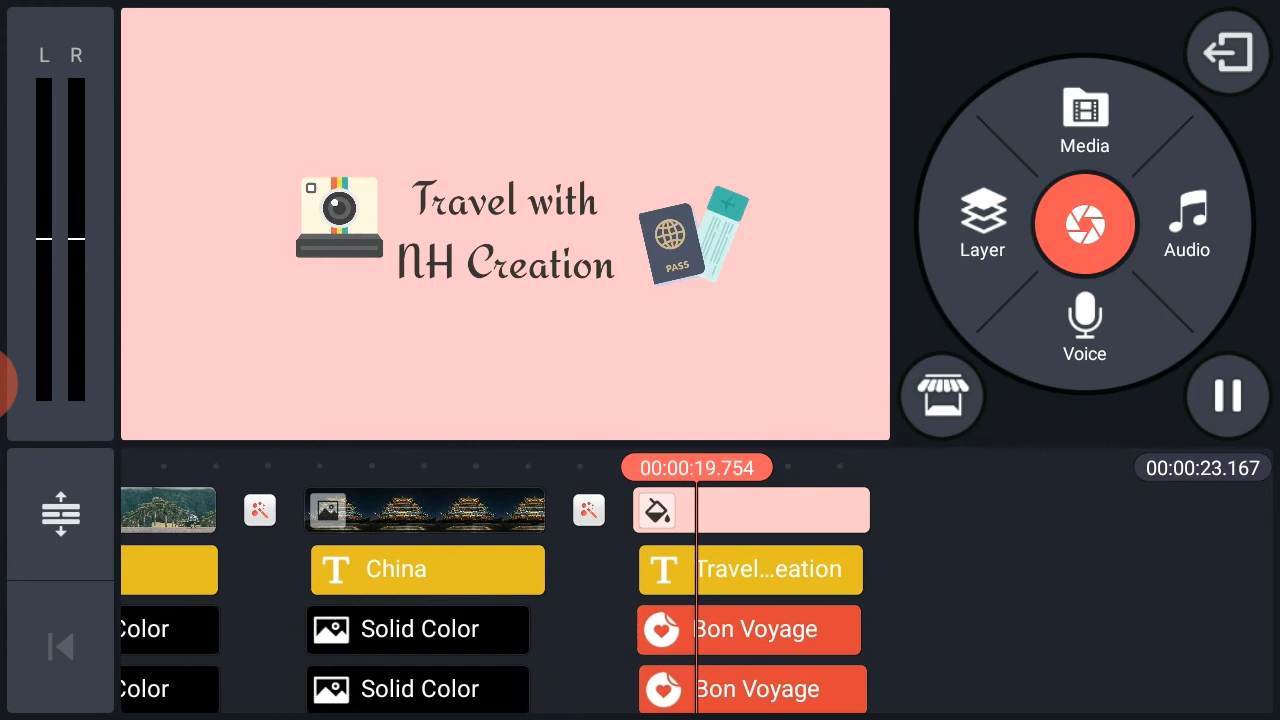 L R
Travel with
NH Creation
PASS
Media
Layer
Audio
Voice
00:00:19.754
00:00:23.167
China
Travel...eation
Color
Solid Color
Bon Voyage
Color
Solid Color
Bon Voyage